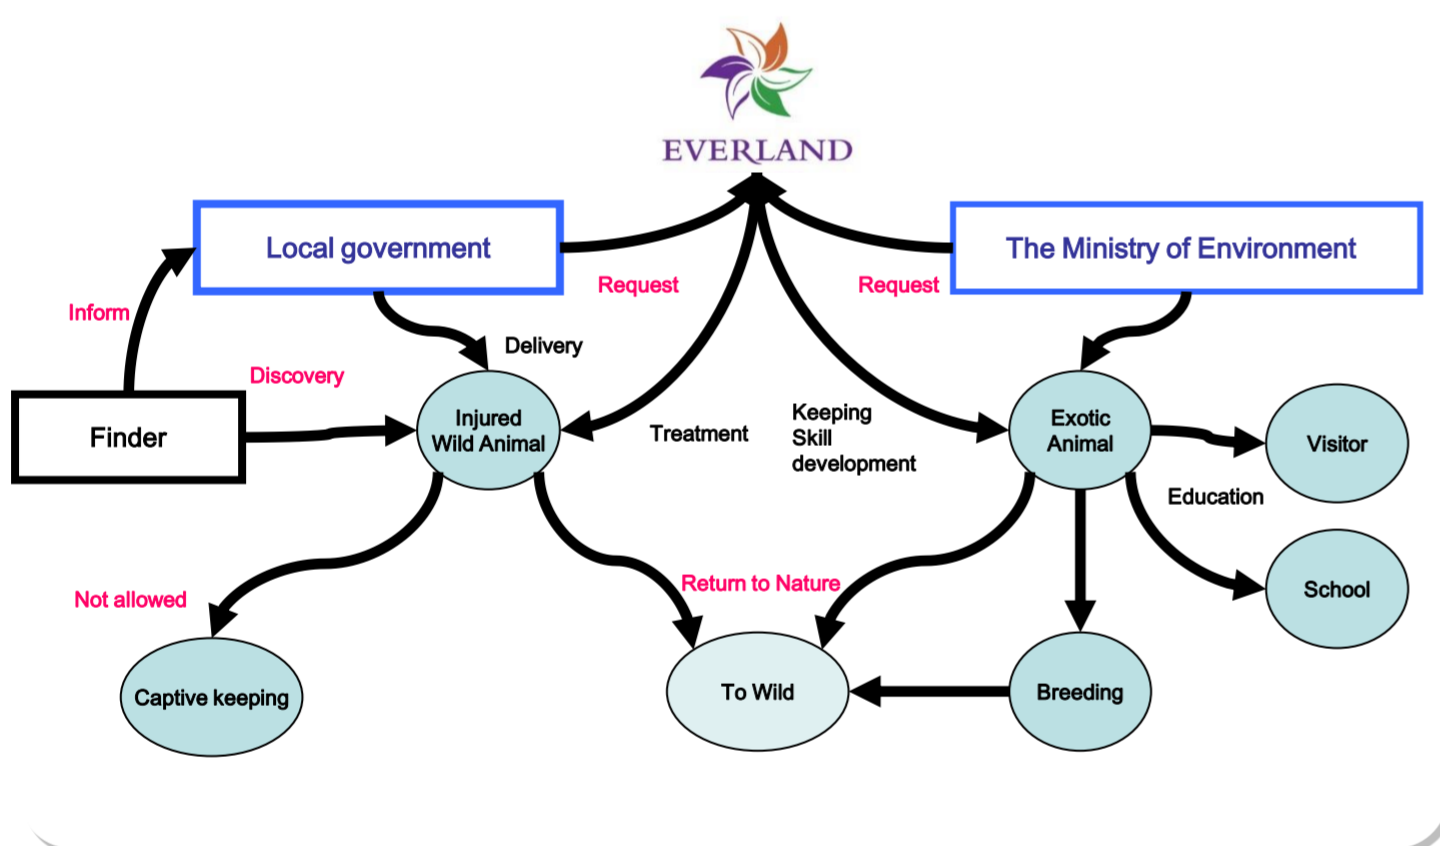 EVERLAND
Local government
The Ministry of Environment
Request
Request
Inform
Delivery
Discovery
Finder
Injured
Wild Animal
Treatment
Keeping
Skill
development
Exotic
Animal
Visitor
Education
School
Not allowed
Return to Nature
Captive keeping
To Wild
Breeding